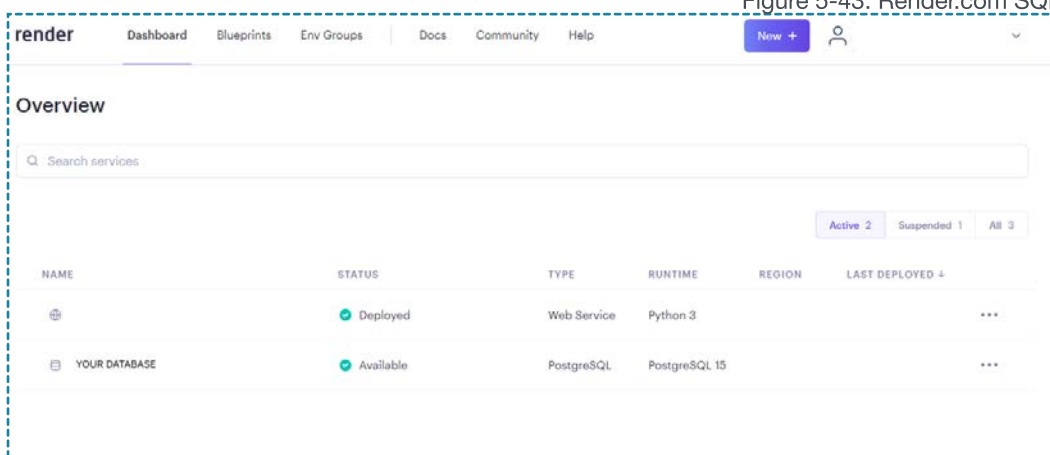 Figure 5-43. Render.com SQL
render Dashboard Blueprints Env Groups Docs Community Help New +
Overview
Search services
Active 2 Suspended 1 All 3
NAME STATUS TYPE RUNTIME REGION LAST DEPLOYED ↓
Deployed Web Service Python 3 •••
YOUR DATABASE Available PostgreSQL PostgreSQL 15 •••